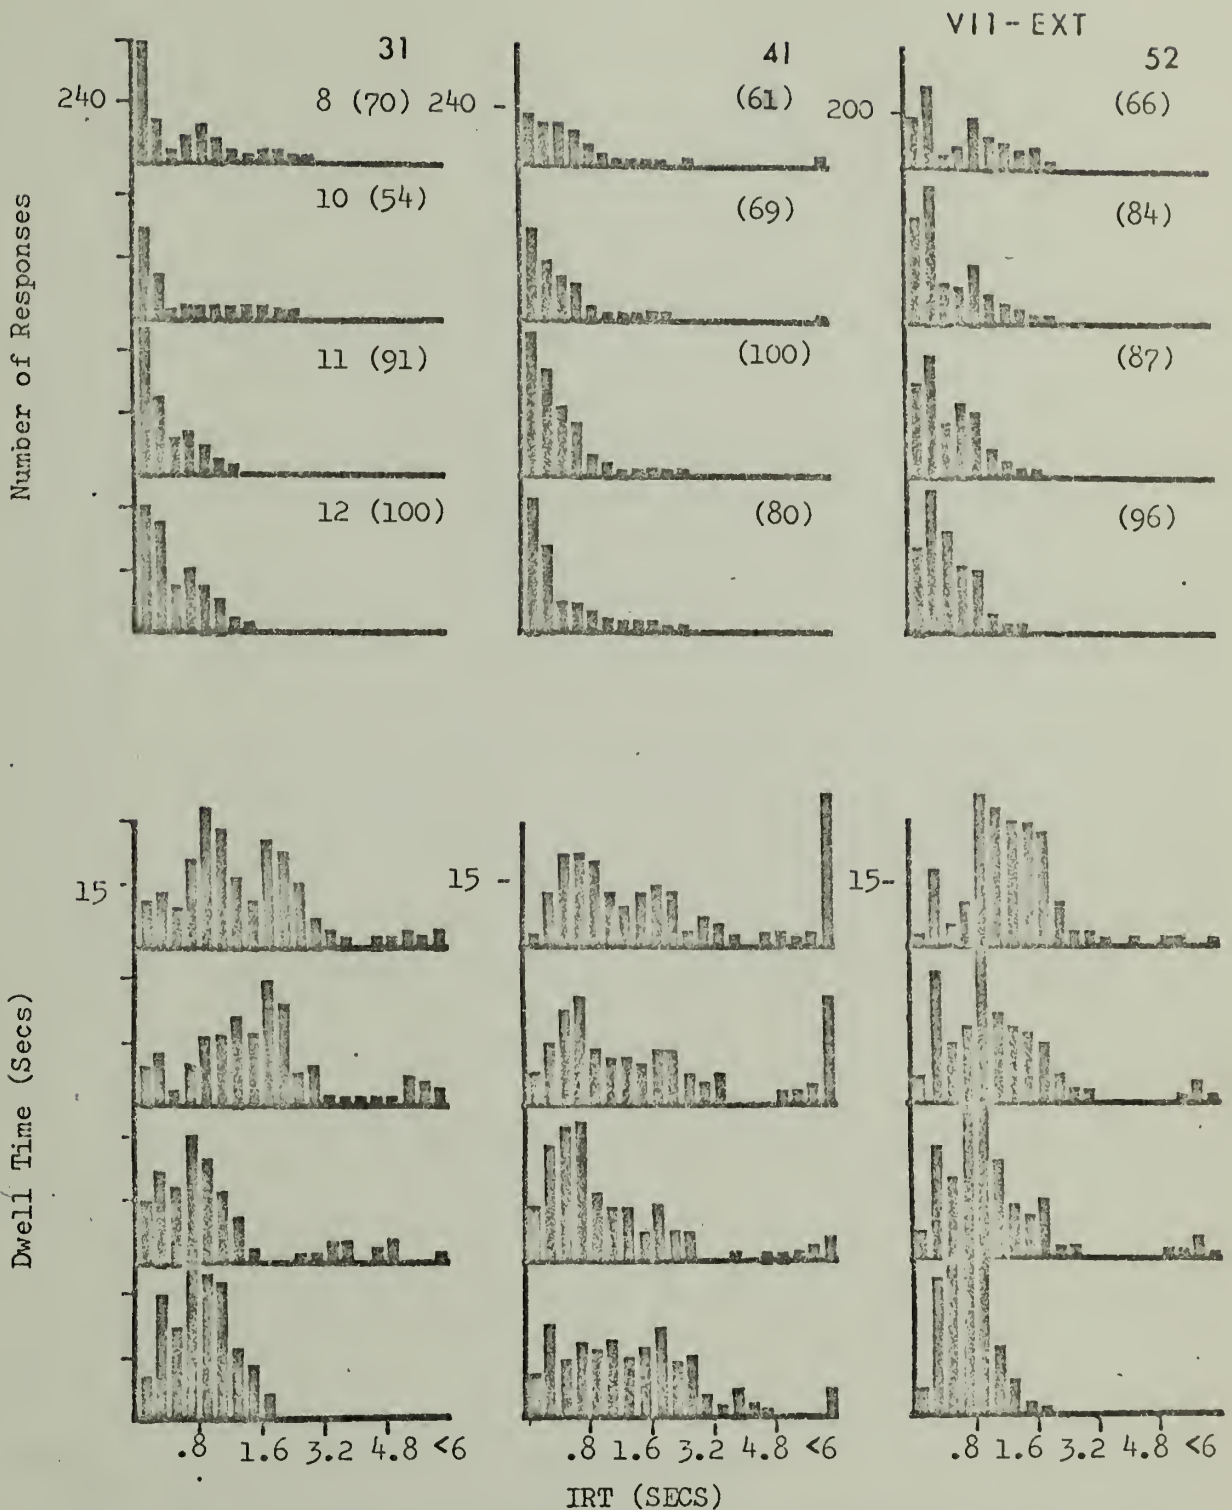 VII-EXT
31 41 52
240 8 (70) 240 (61) 200 (66)
10 (54) (69) (84)
11 (91) (100) (87)
12 (100) (80) (96)
Number of Responses
15 15 15
Dwell Time (Secs)
.8 1.6 3.2 4.8 <6 .8 1.6 3.2 4.8 <6 .8 1.6 3.2 4.8 <6
IRT (SECS)